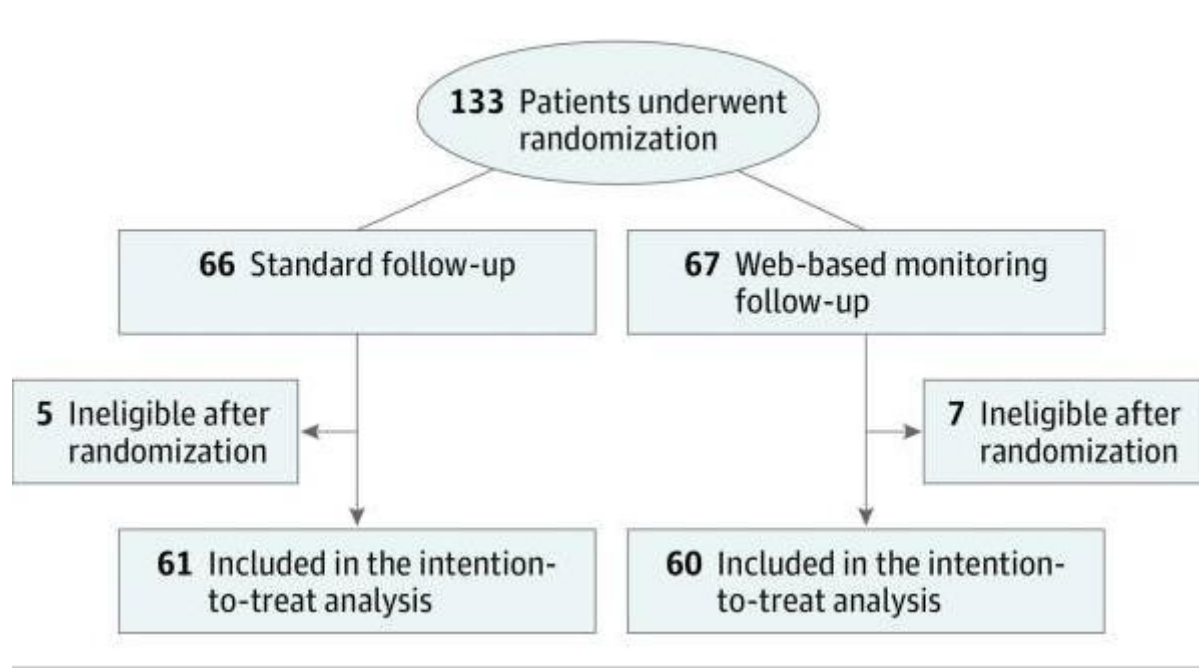 133 Patients underwent
randomization
66 Standard follow-up
67 Web-based monitoring
follow-up
5 Ineligible after
randomization
7 Ineligible after
randomization
61 Included in the intention-
to-treat analysis
60 Included in the intention-
to-treat analysis